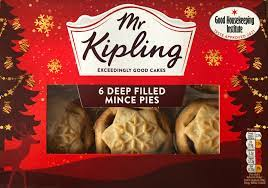 Mr
Kipling
EXCEEDINGLY GOOD CAKES
Good Housekeeping
Institute
6 DEEP FILLED
MINCE PIES